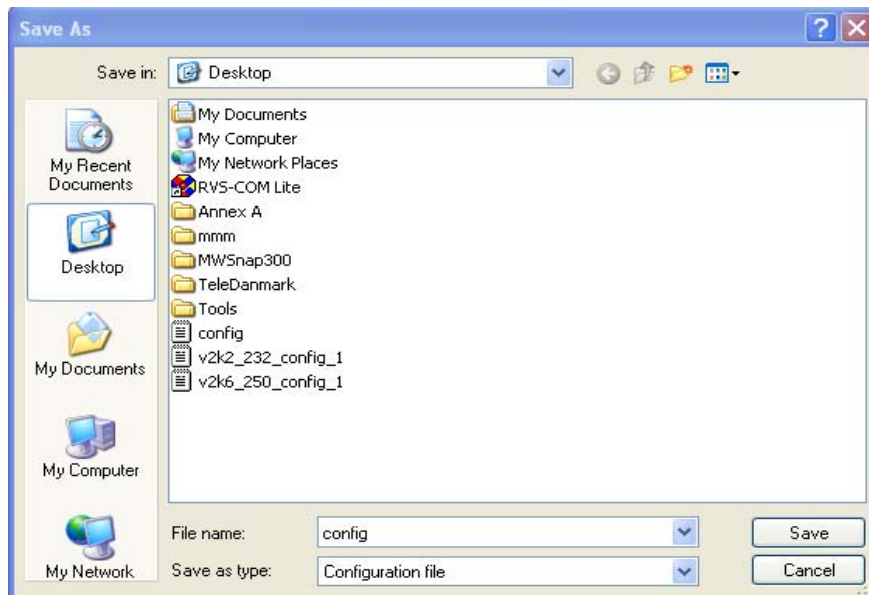 Save As
Save in:
Desktop
My Recent
Documents
Desktop
My Documents
My Computer
My Network
My Documents
My Computer
My Network Places
RVS-COM Lite
Annex A
mmm
MWSnap300
TeleDanmark
Tools
config
v2k2_232_config_1
v2k6_250_config_1
File name:
config
Save
Save as type:
Configuration file
Cancel